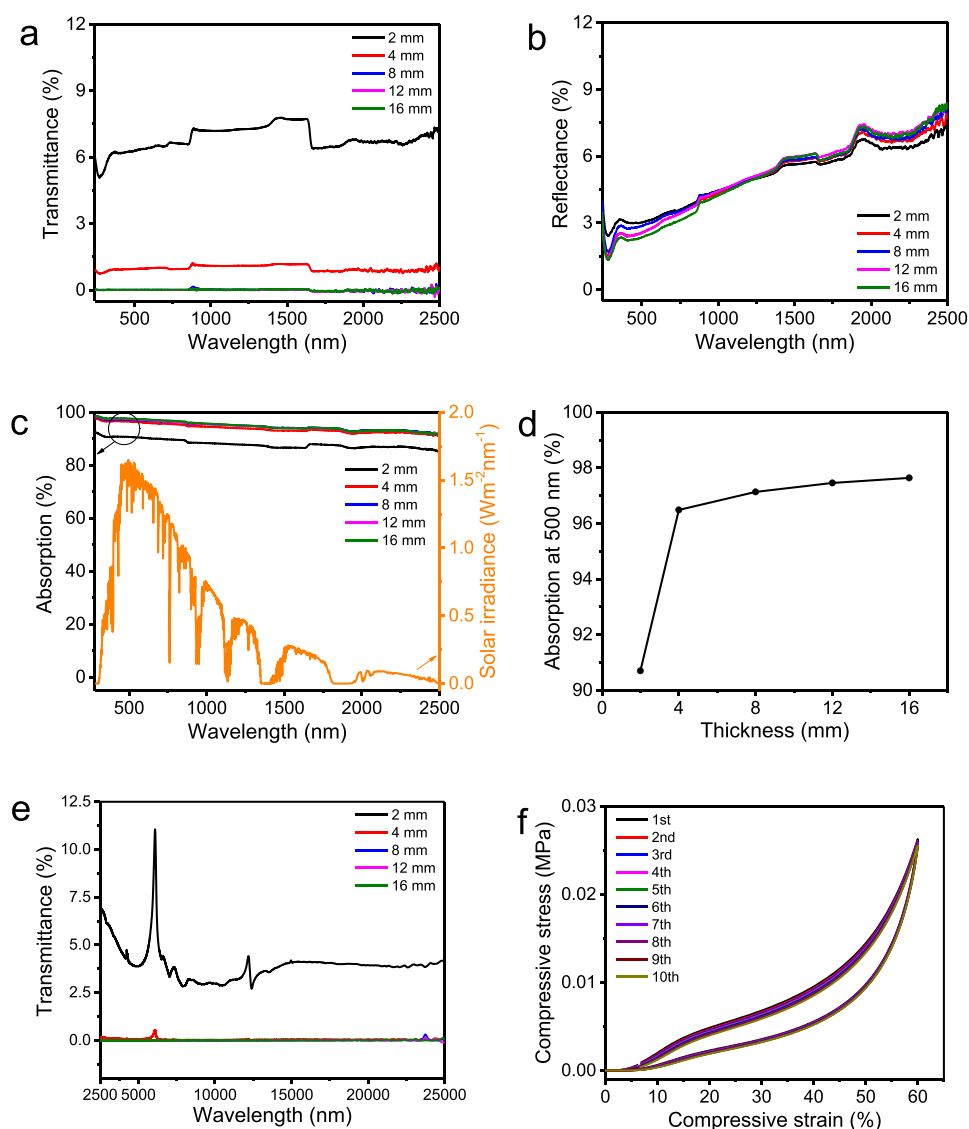 a
Transmittance (%)
12
9
6
3
0
2 mm
4 mm
8 mm
12 mm
16 mm
500
1000
1500
2000
2500
Wavelength (nm)
b
Reflectance (%)
12
9
6
3
0
2 mm
4 mm
8 mm
12 mm
16 mm
500
1000
1500
2000
2500
Wavelength (nm)
c
Absorption (%)
100
80
60
40
20
0
2 mm
4 mm
8 mm
12 mm
16 mm
2.0
1.5
1.0
0.5
0.0
Solar irradiance (Wm⁻²nm⁻¹)
500
1000
1500
2000
2500
Wavelength (nm)
d
Absorption at 500 nm (%)
100
98
96
94
92
90
0
4
8
12
16
Thickness (mm)
e
Transmittance (%)
12.5
10.0
7.5
5.0
2.5
0.0
2 mm
4 mm
8 mm
12 mm
16 mm
2500
5000
10000
15000
20000
25000
Wavelength (nm)
f
Compressive stress (MPa)
0.03
0.02
0.01
0.00
1st
2nd
3rd
4th
5th
6th
7th
8th
9th
10th
0
10
20
30
40
50
60
Compressive strain (%)